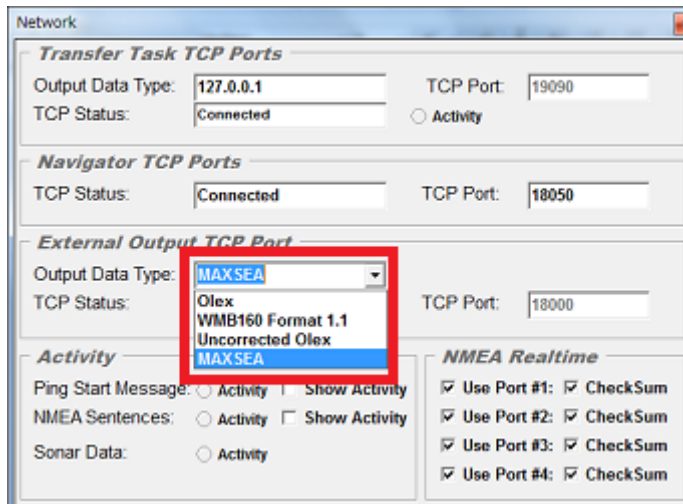 Network
Transfer Task TCP Ports
Output Data Type: 127.0.0.1 TCP Port: 19090
TCP Status: Connected Activity
Navigator TCP Ports
TCP Status: Connected TCP Port: 18050
External Output TCP Port
Output Data Type: MAXSEA
TCP Status: TCP Port: 18000
Olex
WMB160 Format 1.1
Uncorrected Olex
MAXSEA
Activity
Ping Start Message: Activity Show Activity
NMEA Sentences: Activity Show Activity
Sonar Data: Activity
NMEA Realtime
Use Port #1: CheckSum
Use Port #2: CheckSum
Use Port #3: CheckSum
Use Port #4: CheckSum